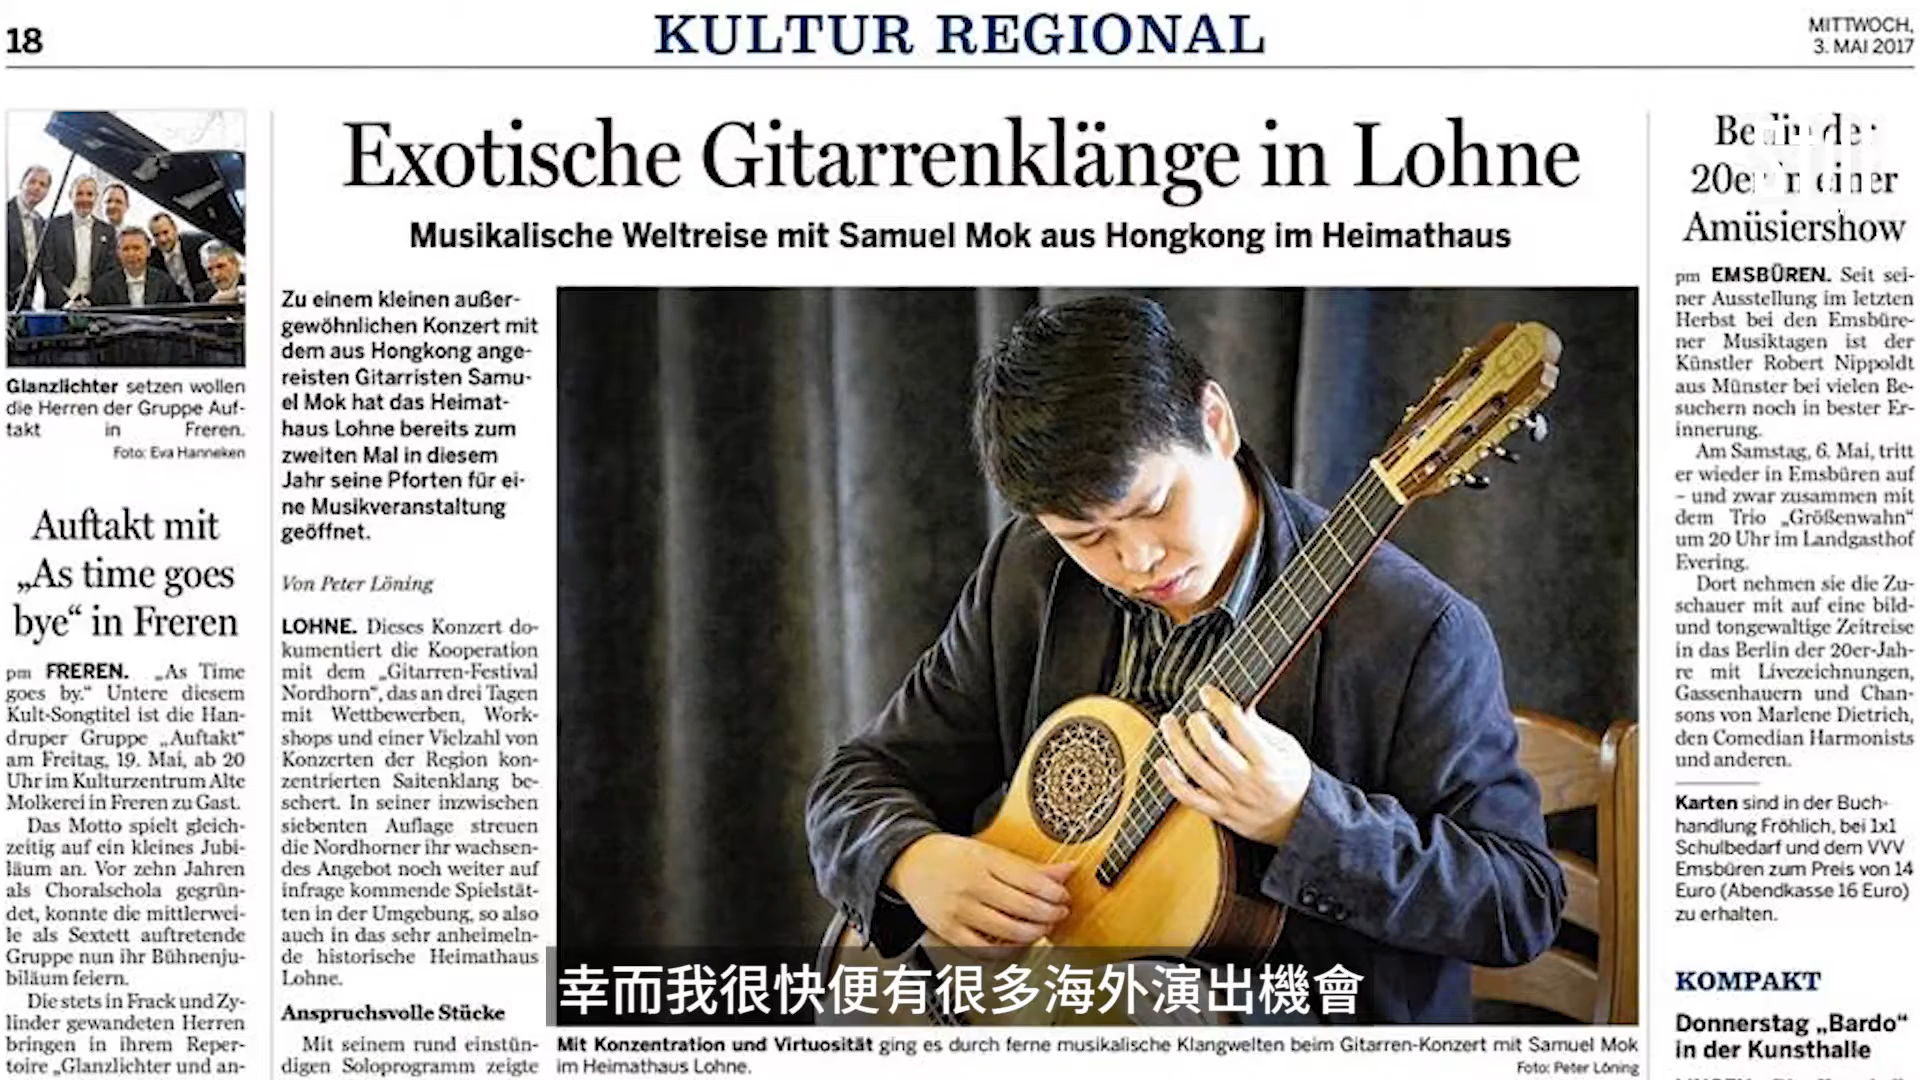 18
KULTUR REGIONAL
MITTWOCH,
3. MAI 2017
Glanzlichter setzen wollen
die Herren der Gruppe Auf-
takt in Freren.
Foto: Eva Hanneken
Auftakt mit
„As time goes
bye“ in Freren
pm FREREN. „As Time
goes by.“ Untere diesem
Kult-Songtitel ist die Han-
druper Gruppe „Auftakt“
am Freitag, 19. Mai, ab 20
Uhr im Kulturzentrum Alte
Molkerei in Freren zu Gast.
Das Motto spielt gleich-
zeitig auf ein kleines Jubi-
läum an. Vor zehn Jahren
als Choralschola gegrün-
det, konnte die mittlerwei-
le als Sextett auftretende
Gruppe nun ihr Bühnenju-
biläum feiern.
Die stets in Frack und Zy-
linder gewandeten Herren
bringen in ihrem Reper-
toire „Glanzlichter und an-
Exotische Gitarrenklänge in Lohne
Musikalische Weltreise mit Samuel Mok aus Hongkong im Heimathaus
Zu einem kleinen außer-
gewöhnlichen Konzert mit
dem aus Hongkong ange-
reisten Gitarristen Samu-
el Mok hat das Heimat-
haus Lohne bereits zum
zweiten Mal in diesem
Jahr seine Pforten für ei-
ne Musikveranstaltung
geöffnet.
Von Peter Löning
LOHNE. Dieses Konzert do-
kumentiert die Kooperation
mit dem „Gitarren-Festival
Nordhorn“, das an drei Tagen
mit Wettbewerben, Work-
shops und einer Vielzahl von
Konzerten der Region kon-
zentrierten Saitenklang be-
schert. In seiner inzwischen
siebenten Auflage streuen
die Nordhorner ihr wachsen-
des Angebot noch weiter auf
infrage kommende Spielstät-
ten in der Umgebung, so also
auch in das sehr anheimeln-
de historische Heimathaus
Lohne.
Anspruchsvolle Stücke
Mit seinem rund einstün-
digen Soloprogramm zeigte
幸而我很快便有很多海外演出機會
Mit Konzentration und Virtuosität ging es durch ferne musikalische Klangwelten beim Gitarren-Konzert mit Samuel Mok
im Heimathaus Lohne.
Foto: Peter Löning
Berlin der
20er in einer
Amüsiershow
pm EMSBÜREN. Seit sei-
ner Ausstellung im letzten
Herbst bei den Emsbüre-
ner Musiktagen ist der
Künstler Robert Nippoldt
aus Münster bei vielen Be-
suchern noch in bester Er-
innerung.
Am Samstag, 6. Mai, tritt
er wieder in Emsbüren auf
– und zwar zusammen mit
dem Trio „Größenwahn“
um 20 Uhr im Landgasthof
Evering.
Dort nehmen sie die Zu-
schauer mit auf eine bild-
und tongewaltige Zeitreise
in das Berlin der 20er-Jah-
re mit Livezeichnungen,
Gassenhauern und Chan-
sons von Marlene Dietrich,
den Comedian Harmonists
und anderen.
Karten sind in der Buch-
handlung Fröhlich, bei 1x1
Schulbedarf und dem VVV
Emsbüren zum Preis von 14
Euro (Abendkasse 16 Euro)
zu erhalten.
KOMPAKT
Donnerstag „Bardo“
in der Kunsthalle